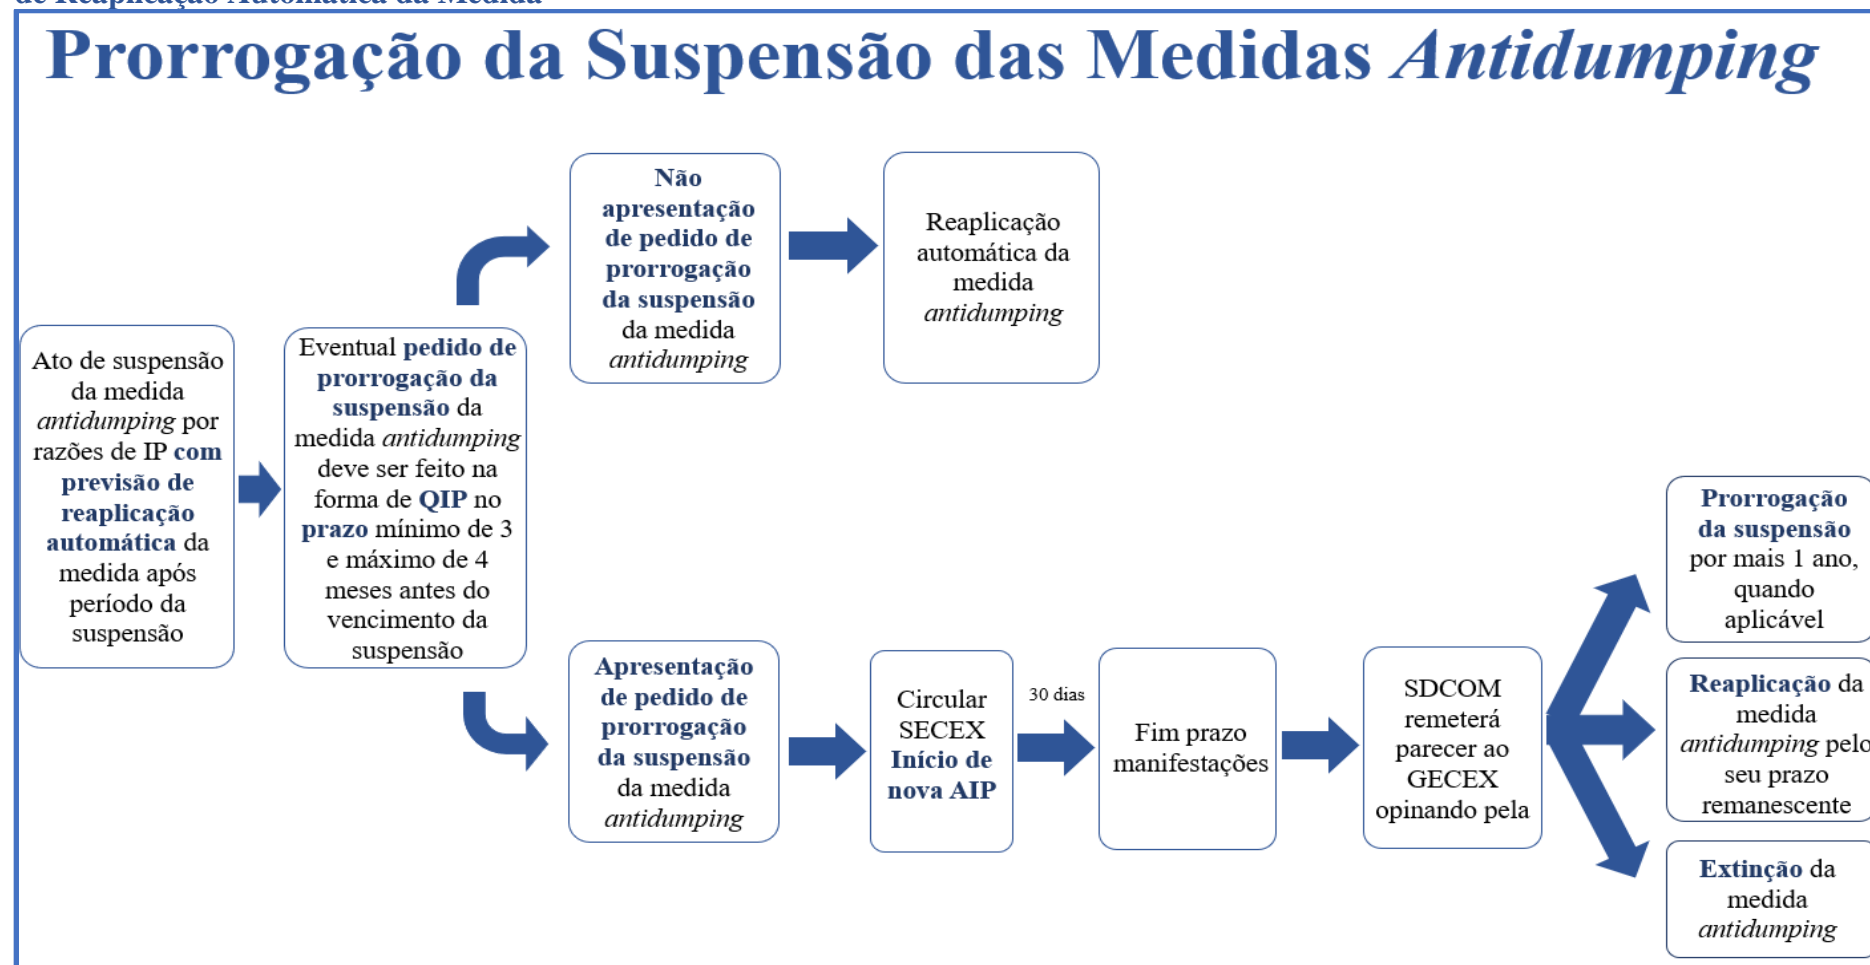 de Reaplicação Automática da Medida
Prorrogação da Suspensão das Medidas Antidumping
Ato de suspensão
da medida
antidumping por
razões de IP com
previsão de
reaplicação
automática da
medida após
período da
suspensão
Eventual pedido de
prorrogação da
suspensão da
medida antidumping
deve ser feito na
forma de QIP no
prazo mínimo de 3
e máximo de 4
meses antes do
vencimento da
suspensão
Não
apresentação
de pedido de
prorrogação
da suspensão
da medida
antidumping
Reaplicação
automática da
medida
antidumping
Apresentação
de pedido de
prorrogação
da suspensão
da medida
antidumping
Circular
SECEX
Início de
nova AIP
30 dias
Fim prazo
manifestações
SDCOM
remeterá
parecer ao
GECEX
opinando pela
Prorrogação
da suspensão
por mais 1 ano,
quando
aplicável
Reaplicação da
medida
antidumping pelo
seu prazo
remanescente
Extinção da
medida
antidumping